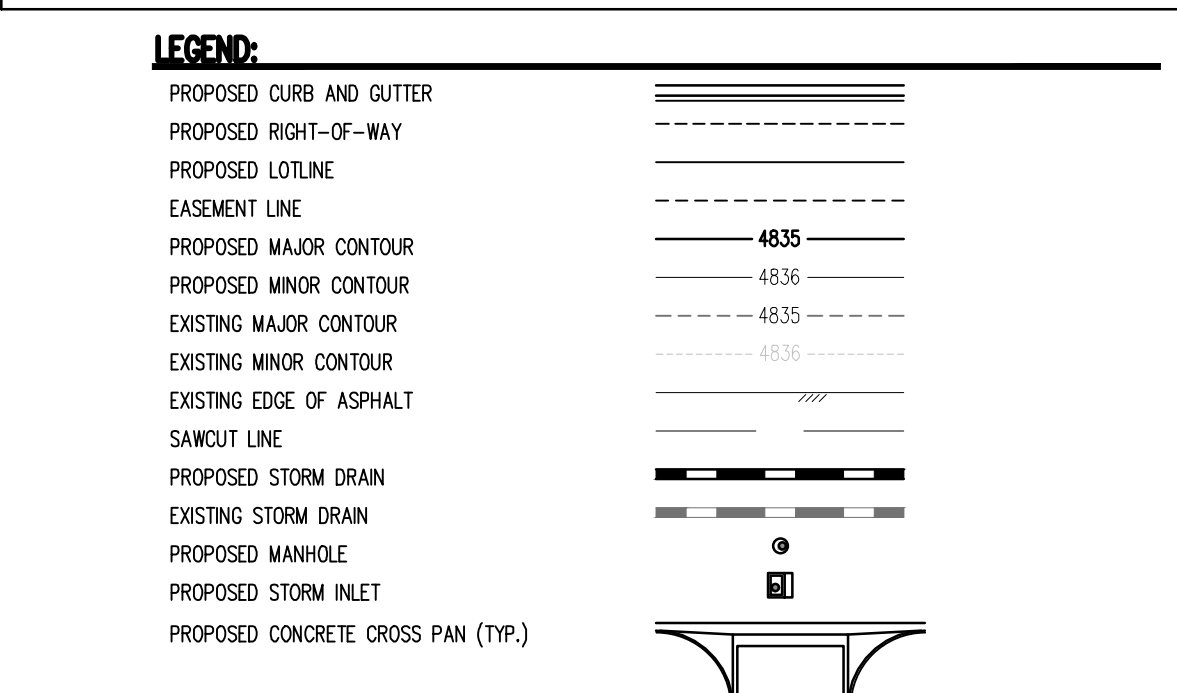 LEGEND:
PROPOSED CURB AND GUTTER
PROPOSED RIGHT-OF-WAY
PROPOSED LOTLINE
EASEMENT LINE
PROPOSED MAJOR CONTOUR 4835
PROPOSED MINOR CONTOUR 4836
EXISTING MAJOR CONTOUR 4835
EXISTING MINOR CONTOUR 4836
EXISTING EDGE OF ASPHALT
SAWCUT LINE
PROPOSED STORM DRAIN
EXISTING STORM DRAIN
PROPOSED MANHOLE
PROPOSED STORM INLET
PROPOSED CONCRETE CROSS PAN (TYP.)